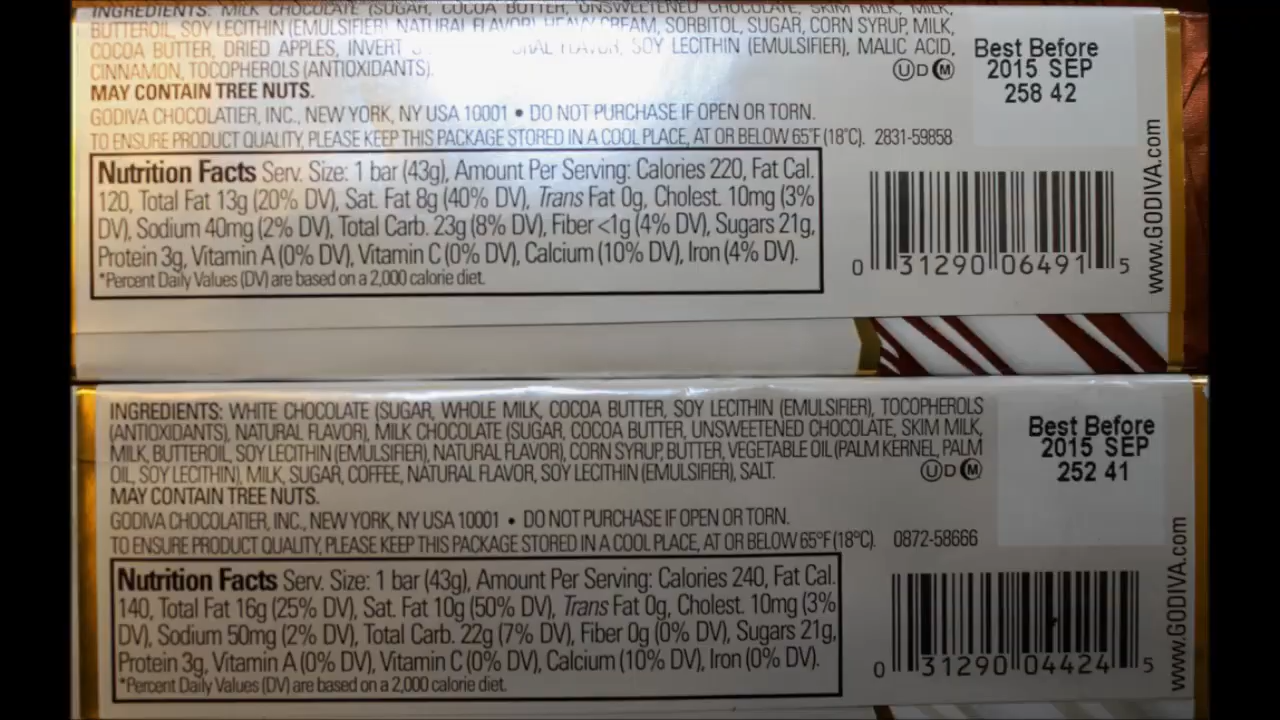 INGREDIENTS: MILK CHOCOLATE (SUGAR, COCOA BUTTER, UNSWEETENED CHOCOLATE, SKIM MILK, MILK,
BUTTEROIL, SOY LECITHIN (EMULSIFIER), NATURAL FLAVOR), HEAVY CREAM, SORBITOL, SUGAR, CORN SYRUP, MILK,
COCOA BUTTER, DRIED APPLES, INVERT FLAVOR, SOY LECITHIN (EMULSIFIER), MALIC ACID,
CINNAMON, TOCOPHEROLS (ANTIOXIDANTS).
U D M
MAY CONTAIN TREE NUTS.
GODIVA CHOCOLATIER, INC., NEW YORK, NY USA 10001 • DO NOT PURCHASE IF OPEN OR TORN.
TO ENSURE PRODUCT QUALITY, PLEASE KEEP THIS PACKAGE STORED IN A COOL PLACE, AT OR BELOW 65°F (18°C). 2831-59858
Best Before
2015 SEP
258 42
Nutrition Facts Serv. Size: 1 bar (43g), Amount Per Serving: Calories 220, Fat Cal.
120, Total Fat 13g (20% DV), Sat. Fat 8g (40% DV), Trans Fat 0g, Cholest. 10mg (3%
DV), Sodium 40mg (2% DV), Total Carb. 23g (8% DV), Fiber <1g (4% DV), Sugars 21g,
Protein 3g, Vitamin A (0% DV), Vitamin C (0% DV), Calcium (10% DV), Iron (4% DV).
*Percent Daily Values (DV) are based on a 2,000 calorie diet.
0 31290 06491 5
www.GODIVA.com
INGREDIENTS: WHITE CHOCOLATE (SUGAR, WHOLE MILK, COCOA BUTTER, SOY LECITHIN (EMULSIFIER), TOCOPHEROLS
(ANTIOXIDANTS), NATURAL FLAVOR), MILK CHOCOLATE (SUGAR, COCOA BUTTER, UNSWEETENED CHOCOLATE, SKIM MILK,
MILK, BUTTEROIL, SOY LECITHIN (EMULSIFIER), NATURAL FLAVOR), CORN SYRUP, BUTTER, VEGETABLE OIL (PALM KERNEL, PALM
OIL, SOY LECITHIN), MILK, SUGAR, COFFEE, NATURAL FLAVOR, SOY LECITHIN (EMULSIFIER), SALT.
U D M
MAY CONTAIN TREE NUTS.
GODIVA CHOCOLATIER, INC., NEW YORK, NY USA 10001 • DO NOT PURCHASE IF OPEN OR TORN.
TO ENSURE PRODUCT QUALITY, PLEASE KEEP THIS PACKAGE STORED IN A COOL PLACE, AT OR BELOW 65°F (18°C). 0872-58666
Best Before
2015 SEP
252 41
Nutrition Facts Serv. Size: 1 bar (43g), Amount Per Serving: Calories 240, Fat Cal.
140, Total Fat 16g (25% DV), Sat. Fat 10g (50% DV), Trans Fat 0g, Cholest. 10mg (3%
DV), Sodium 50mg (2% DV), Total Carb. 22g (7% DV), Fiber 0g (0% DV), Sugars 21g,
Protein 3g, Vitamin A (0% DV), Vitamin C (0% DV), Calcium (10% DV), Iron (0% DV).
*Percent Daily Values (DV) are based on a 2,000 calorie diet.
0 31290 04424 5
www.GODIVA.com